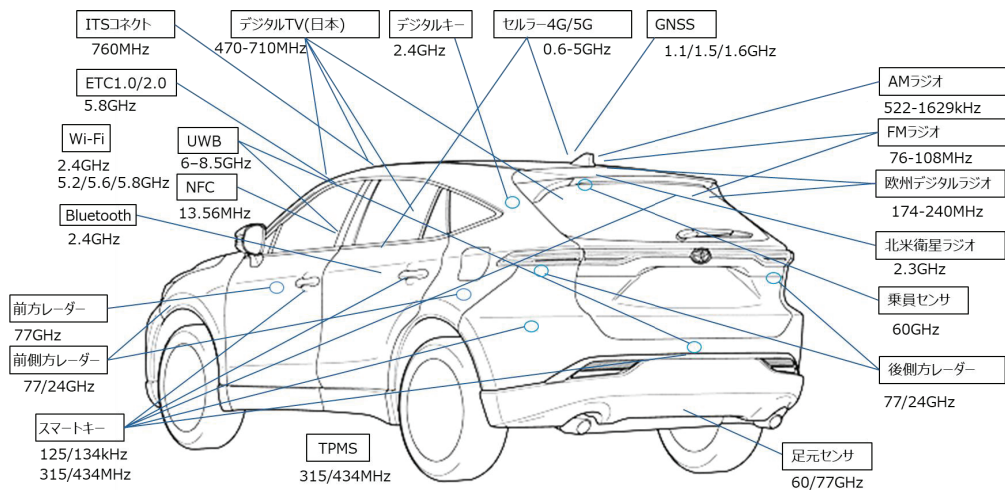 ITSコネクト
760MHz
デジタルTV(日本)
470-710MHz
デジタルキー
2.4GHz
セルラー4G/5G
0.6-5GHz
GNSS
1.1/1.5/1.6GHz
ETC1.0/2.0
5.8GHz
Wi-Fi
2.4GHz
5.2/5.6/5.8GHz
UWB
6–8.5GHz
NFC
13.56MHz
Bluetooth
2.4GHz
AMラジオ
522-1629kHz
FMラジオ
76-108MHz
欧州デジタルラジオ
174-240MHz
北米衛星ラジオ
2.3GHz
乗員センサ
60GHz
前方レーダー
77GHz
前側方レーダー
77/24GHz
後側方レーダー
77/24GHz
スマートキー
125/134kHz
315/434MHz
TPMS
315/434MHz
足元センサ
60/77GHz